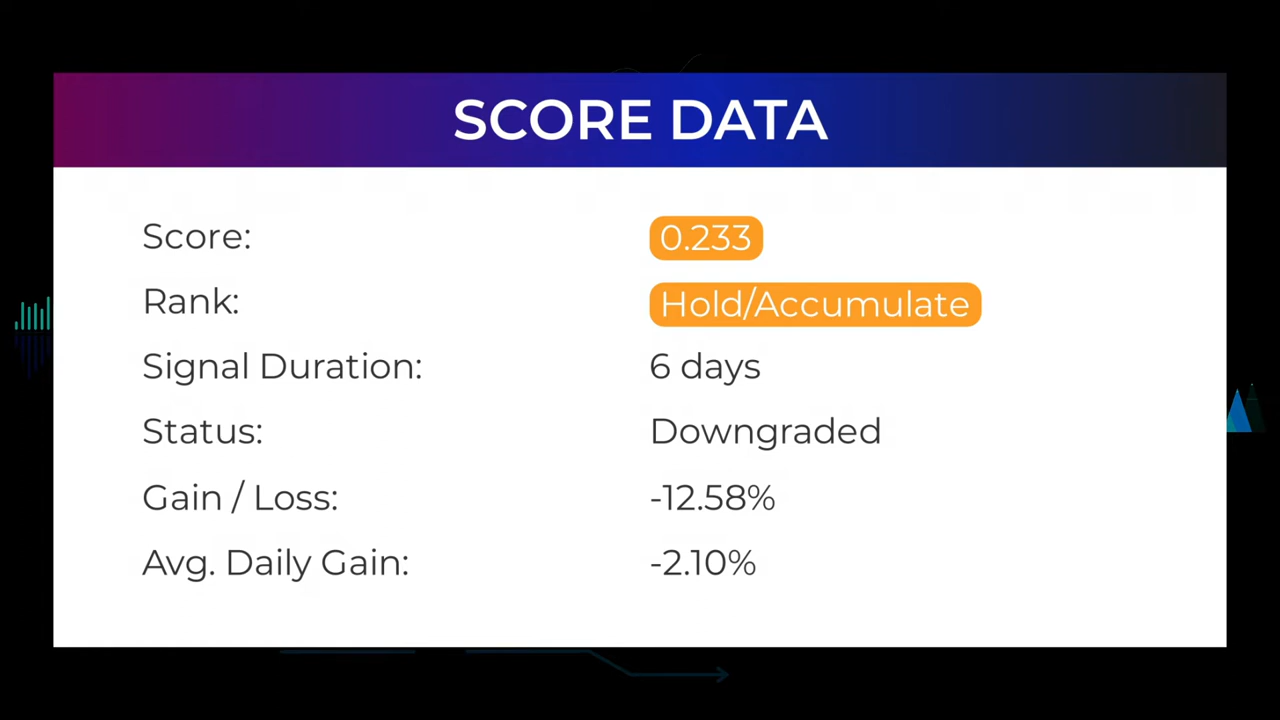 SCORE DATA
Score: 0.233
Rank: Hold/Accumulate
Signal Duration: 6 days
Status: Downgraded
Gain / Loss: -12.58%
Avg. Daily Gain: -2.10%